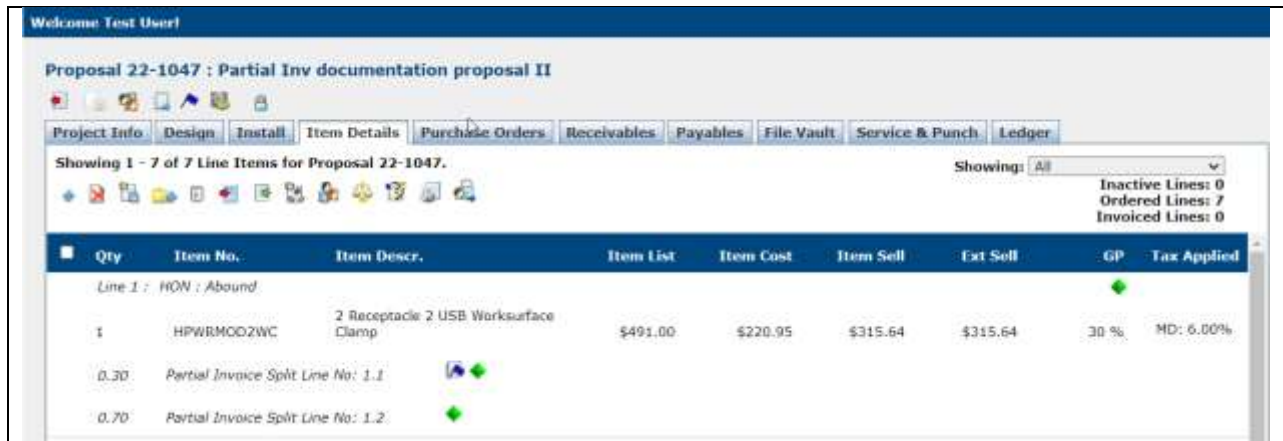 Welcome Test User!
Proposal 22-1047 : Partial Inv documentation proposal II
Project Info Design Install Item Details Purchase Orders Receivables Payables File Vault Service & Punch Ledger
Showing 1 - 7 of 7 Line Items for Proposal 22-1047.
Showing: All
Inactive Lines: 0
Ordered Lines: 7
Invoiced Lines: 0
Qty Item No. Item Descr. Item List Item Cost Item Sell Ext Sell GP Tax Applied
Line 1 : HON : Abound
1 HPWRMOD2WC 2 Receptacle 2 USB Worksurface Clamp $491.00 $220.95 $315.64 $315.64 30 % MD: 6.00%
0.30 Partial Invoice Split Line No: 1.1
0.70 Partial Invoice Split Line No: 1.2